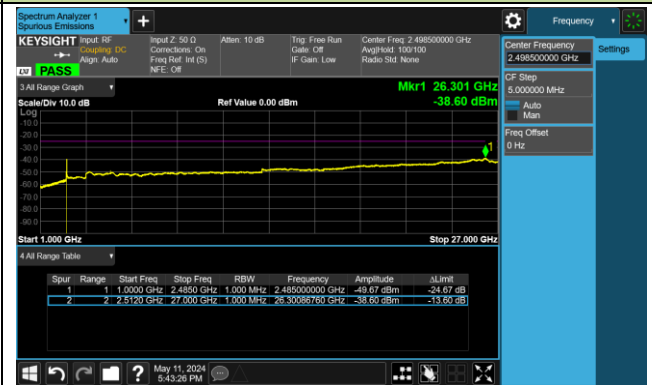 Spectrum Analyzer 1
Spurious Emissions
Frequency
KEYSIGHT
Input: RF
Coupling: DC
Align: Auto
Input Z: 50 Ω
Corrections: On
Freq Ref: Int (S)
NFE: Off
Atten: 10 dB
Trig: Free Run
Gate: Off
IF Gain: Low
Center Freq: 2.498500000 GHz
Avg|Hold: 100/100
Radio Std: None
PASS
Center Frequency
2.498500000 GHz
Settings
CF Step
5.000000 MHz
Auto
Man
Freq Offset
0 Hz
3 All Range Graph
Mkr1 26.301 GHz
Scale/Div 10.0 dB
Ref Value 0.00 dBm
-38.60 dBm
Log
-10.0
-20.0
-30.0
-40.0
-50.0
-60.0
-70.0
-80.0
-90.0
1
Start 1.000 GHz
Stop 27.000 GHz
4 All Range Table
Spur Range Start Freq Stop Freq RBW Frequency Amplitude ΔLimit
1 1 1.0000 GHz 2.4850 GHz 1.000 MHz 2.485000000 GHz -49.67 dBm -24.67 dB
2 2 2.5120 GHz 27.000 GHz 1.000 MHz 26.30086760 GHz -38.60 dBm -13.60 dB
May 11, 2024
5:43:26 PM